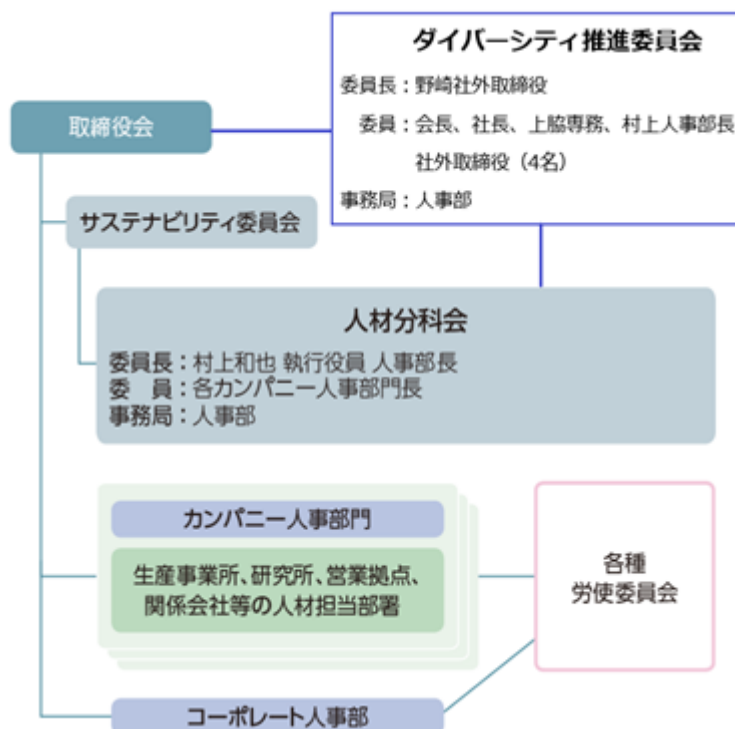 ダイバーシティ推進委員会
委員長：野崎社外取締役
委員：会長、社長、上脇専務、村上人事部長
社外取締役（4名）
事務局：人事部
取締役会
サステナビリティ委員会
人材分科会
委員長：村上和也 執行役員 人事部長
委　員：各カンパニー人事部門長
事務局：人事部
カンパニー人事部門
生産事業所、研究所、営業拠点、
関係会社等の人材担当部署
各種
労使委員会
コーポレート人事部